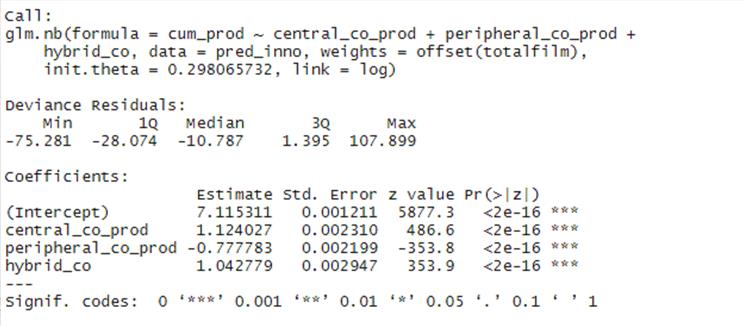 Call:
glm.nb(formula = cum_prod ~ central_co_prod + peripheral_co_prod +
    hybrid_co, data = pred_inno, weights = offset(totalfilm),
    init.theta = 0.298065732, link = log)
Deviance Residuals:
    Min      1Q  Median      3Q     Max
-75.281  -28.074  -10.787    1.395  107.899
Coefficients:
                    Estimate Std. Error z value Pr(>|z|)
(Intercept)         7.115311   0.001211  5877.3   <2e-16 ***
central_co_prod     1.124027   0.002310   486.6   <2e-16 ***
peripheral_co_prod -0.777783   0.002199  -353.8   <2e-16 ***
hybrid_co           1.042779   0.002947   353.9   <2e-16 ***
---
Signif. codes:  0 ‘***’ 0.001 ‘**’ 0.01 ‘*’ 0.05 ‘.’ 0.1 ‘ ’ 1